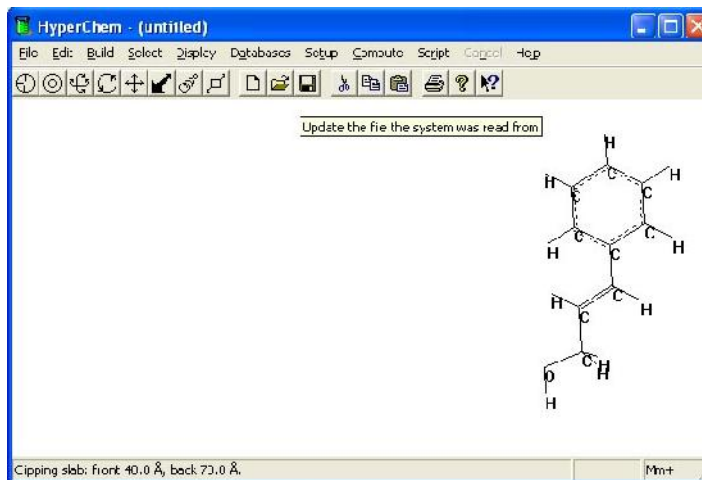 HyperChem - (untitled)
File Edit Build Select Display Databases Setup Compute Script Cancel Help
Update the file the system was read from
H
H C H
C C
C C
H C H
H C H
C
C H
O H
H
Clipping slab: front 40.0 Å, back 73.0 Å. Mm+